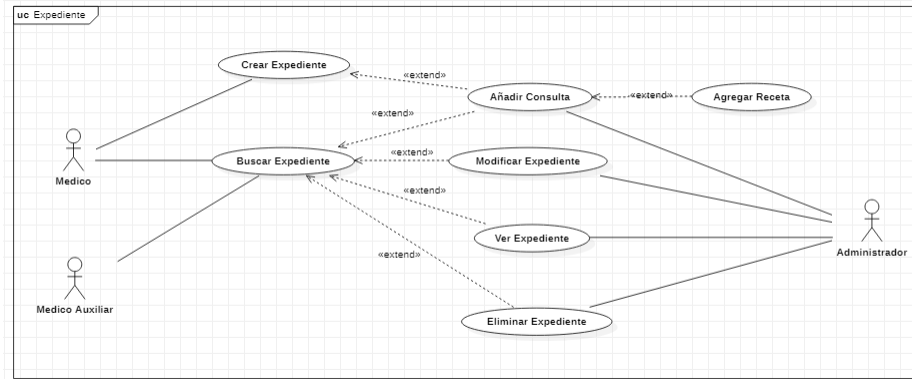 uc Expediente
Crear Expediente
«extend»
Añadir Consulta
«extend»
Agregar Receta
«extend»
Medico
Buscar Expediente
«extend»
Modificar Expediente
«extend»
Ver Expediente
Administrador
«extend»
Medico Auxiliar
Eliminar Expediente